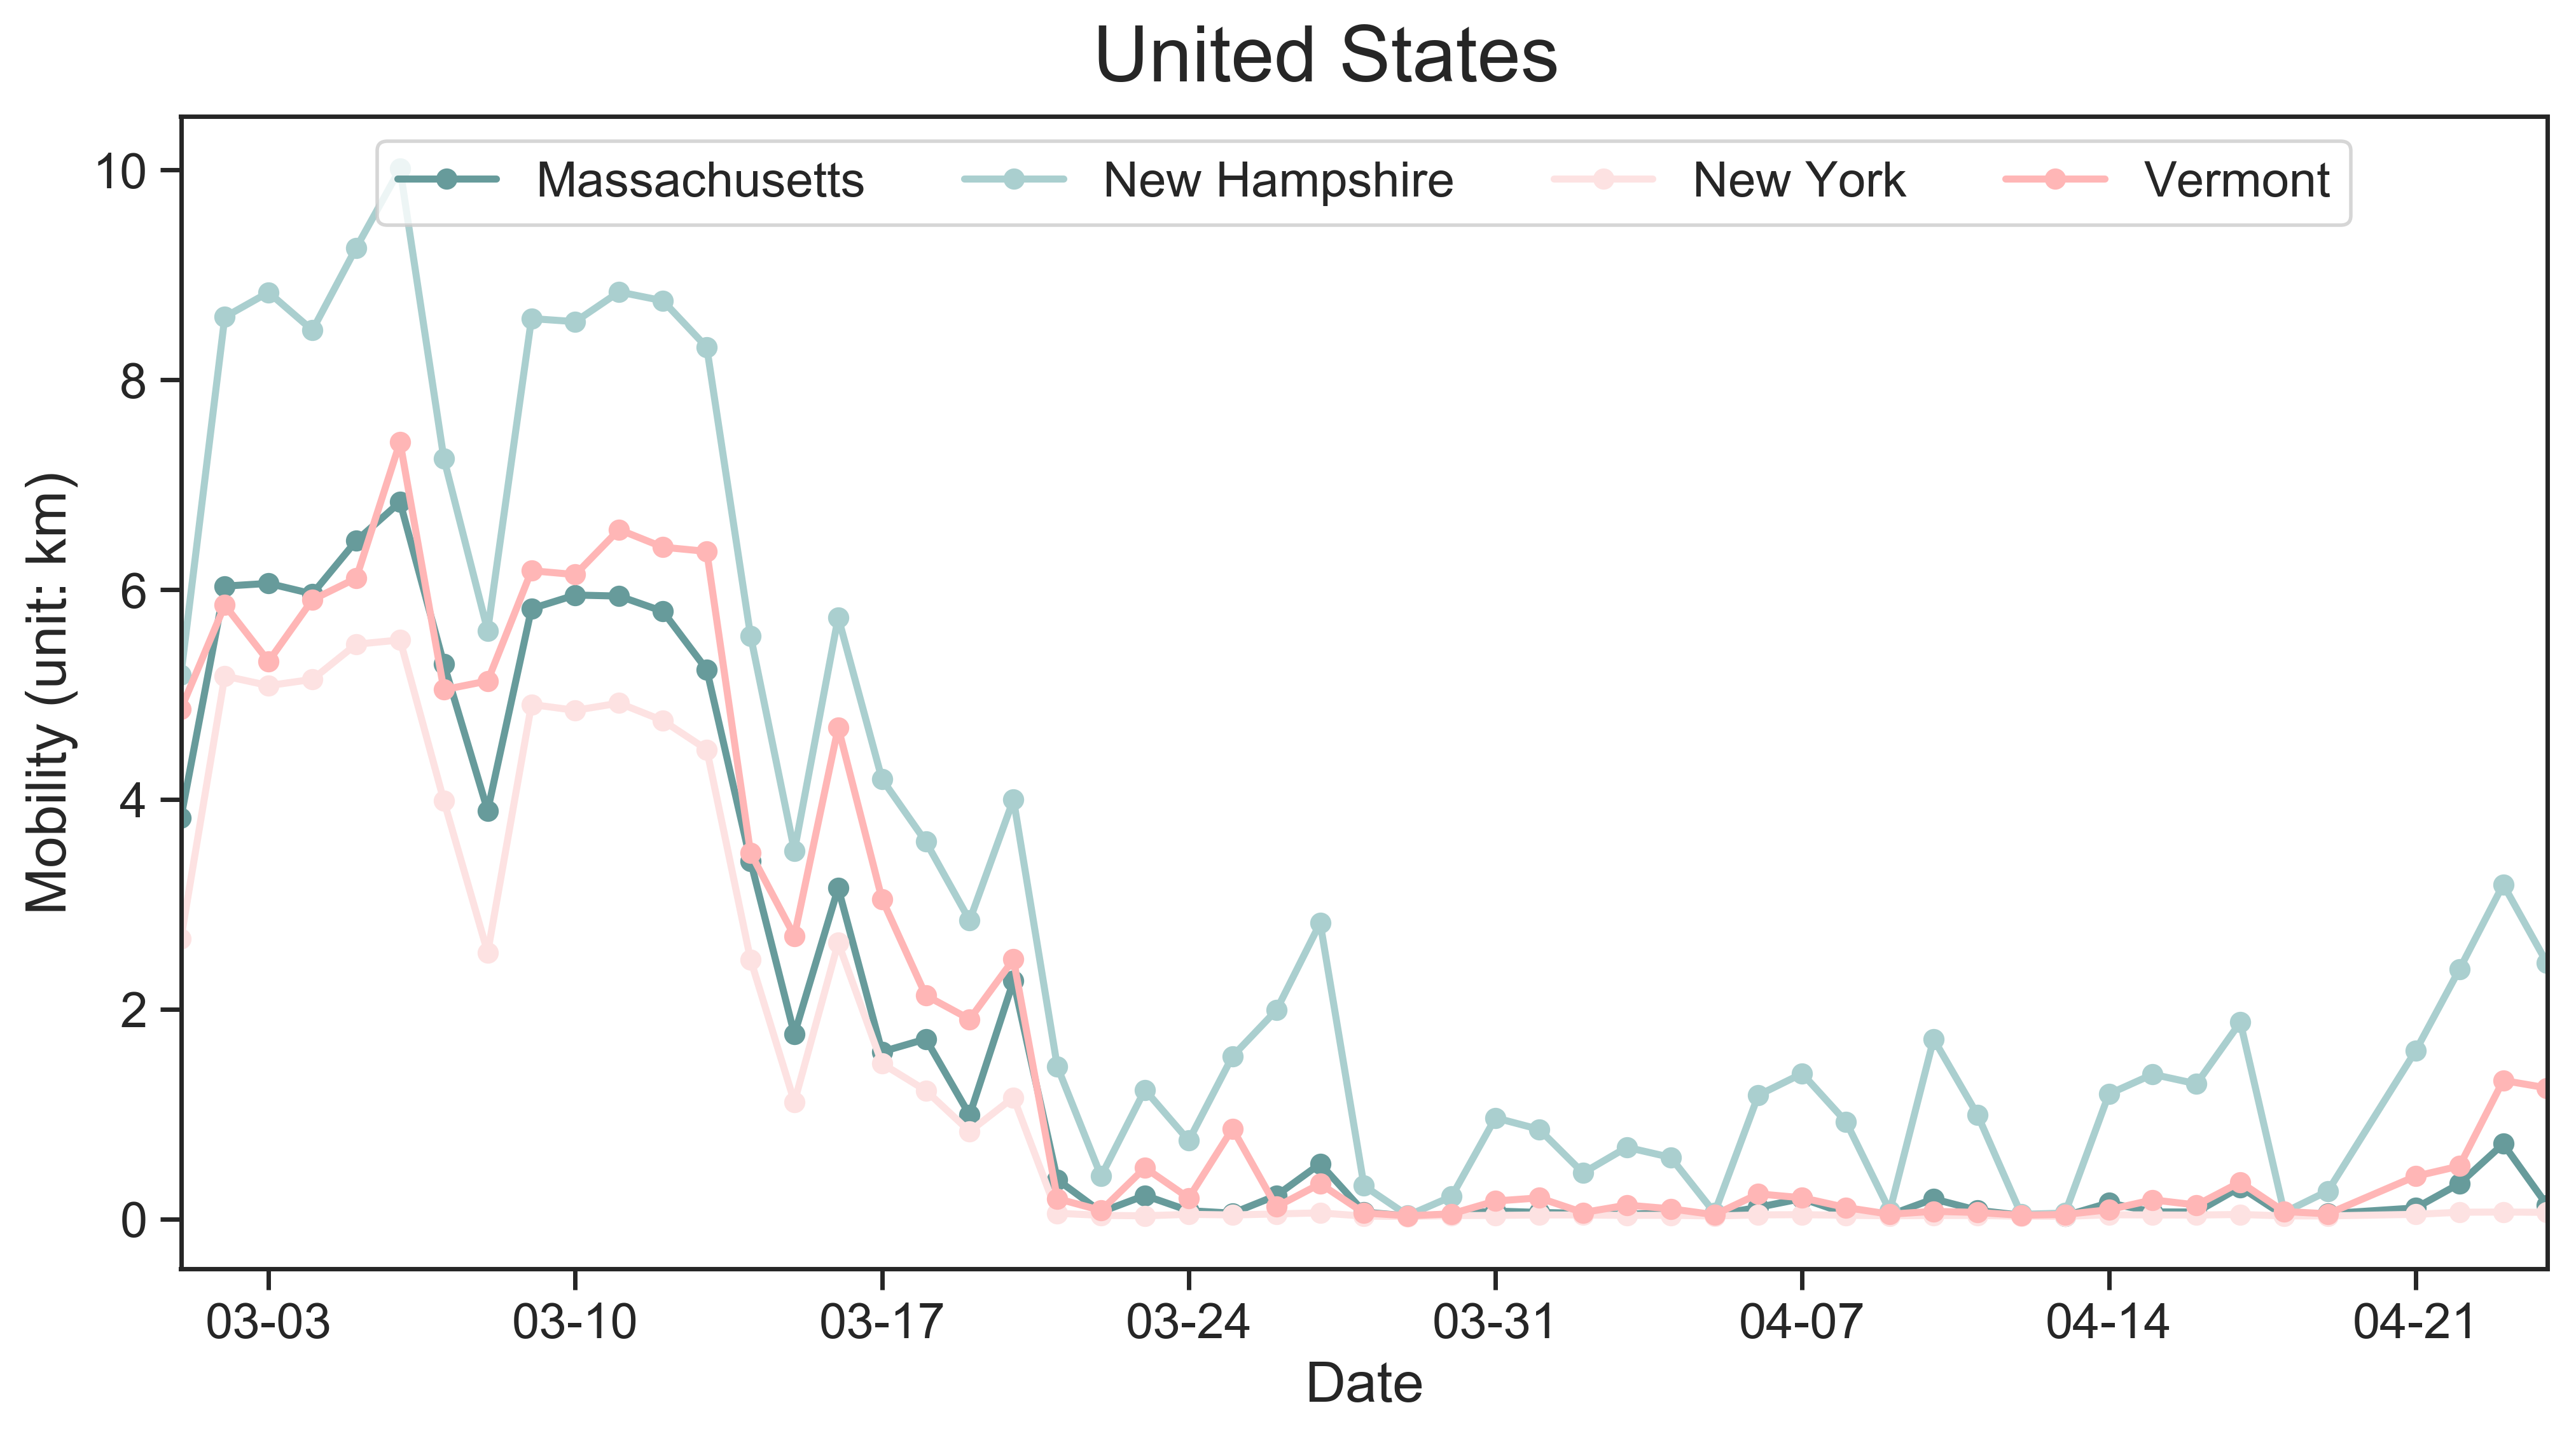 United States
Massachusetts New Hampshire New York Vermont
Mobility (unit: km)
10
8
6
4
2
0
03-03 03-10 03-17 03-24 03-31 04-07 04-14 04-21
Date